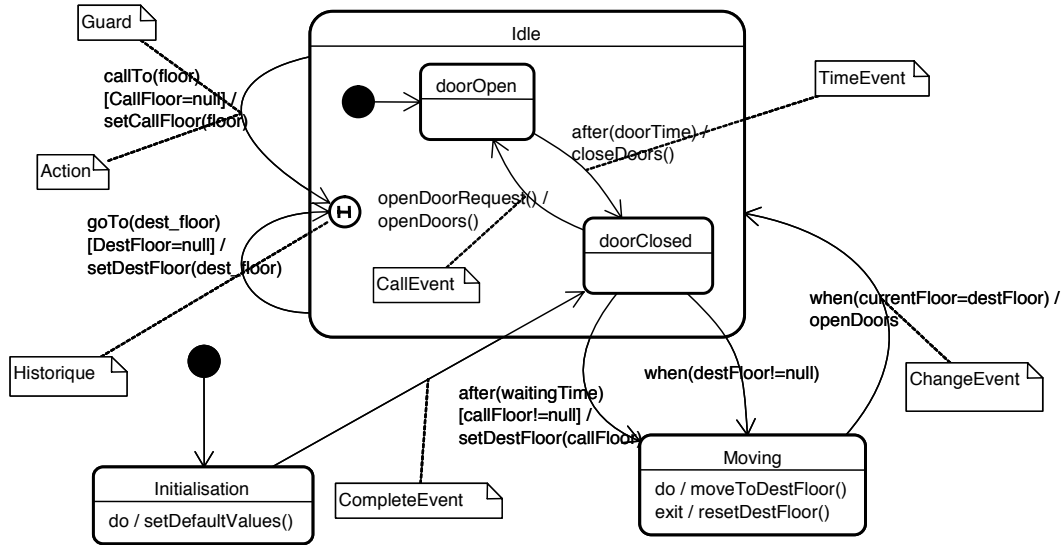 Guard
Idle
callTo(floor)
[CallFloor=null] /
setCallFloor(floor)
doorOpen
TimeEvent
after(doorTime) /
closeDoors()
Action
openDoorRequest() /
openDoors()
goTo(dest_floor)
[DestFloor=null] /
setDestFloor(dest_floor)
H
doorClosed
CallEvent
when(currentFloor=destFloor) /
openDoors
Historique
ChangeEvent
when(destFloor!=null)
after(waitingTime)
[callFloor!=null] /
setDestFloor(callFloor)
Moving
do / moveToDestFloor()
exit / resetDestFloor()
Initialisation
do / setDefaultValues()
CompleteEvent